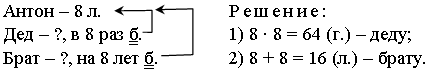 Антон – 8 л.
Дед – ?, в 8 раз б.
Брат – ?, на 8 лет б.
Решение:
1) 8 · 8 = 64 (г.) – деду;
2) 8 + 8 = 16 (л.) – брату.